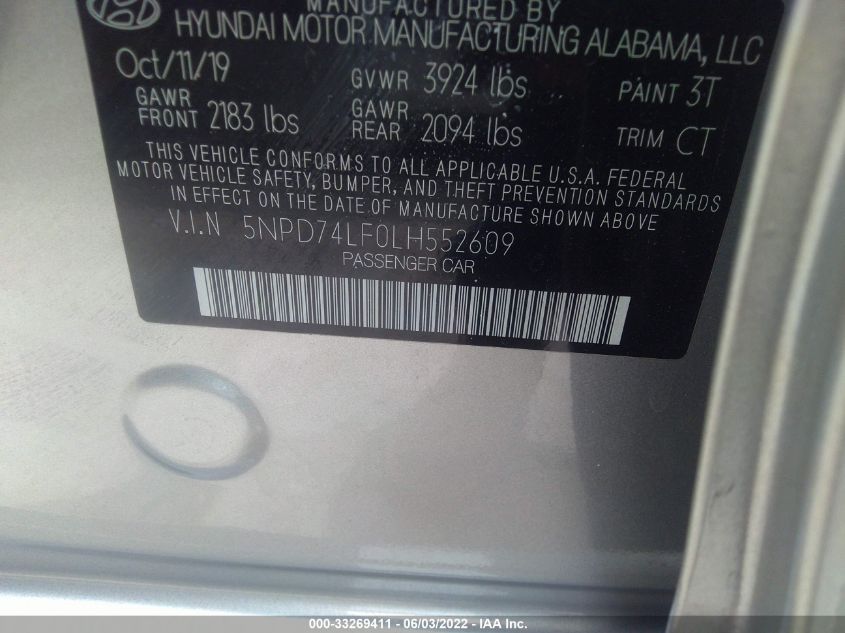 MANUFACTURED BY
HYUNDAI MOTOR MANUFACTURING ALABAMA, LLC
Oct/11/19 GVWR 3924 lbs PAINT 3T
GAWR FRONT 2183 lbs GAWR REAR 2094 lbs TRIM CT
THIS VEHICLE CONFORMS TO ALL APPLICABLE U.S.A. FEDERAL
MOTOR VEHICLE SAFETY, BUMPER, AND THEFT PREVENTION STANDARDS
IN EFFECT ON THE DATE OF MANUFACTURE SHOWN ABOVE
V.I.N 5NPD74LF0LH552609
PASSENGER CAR
000-33269411 - 06/03/2022 - IAA Inc.